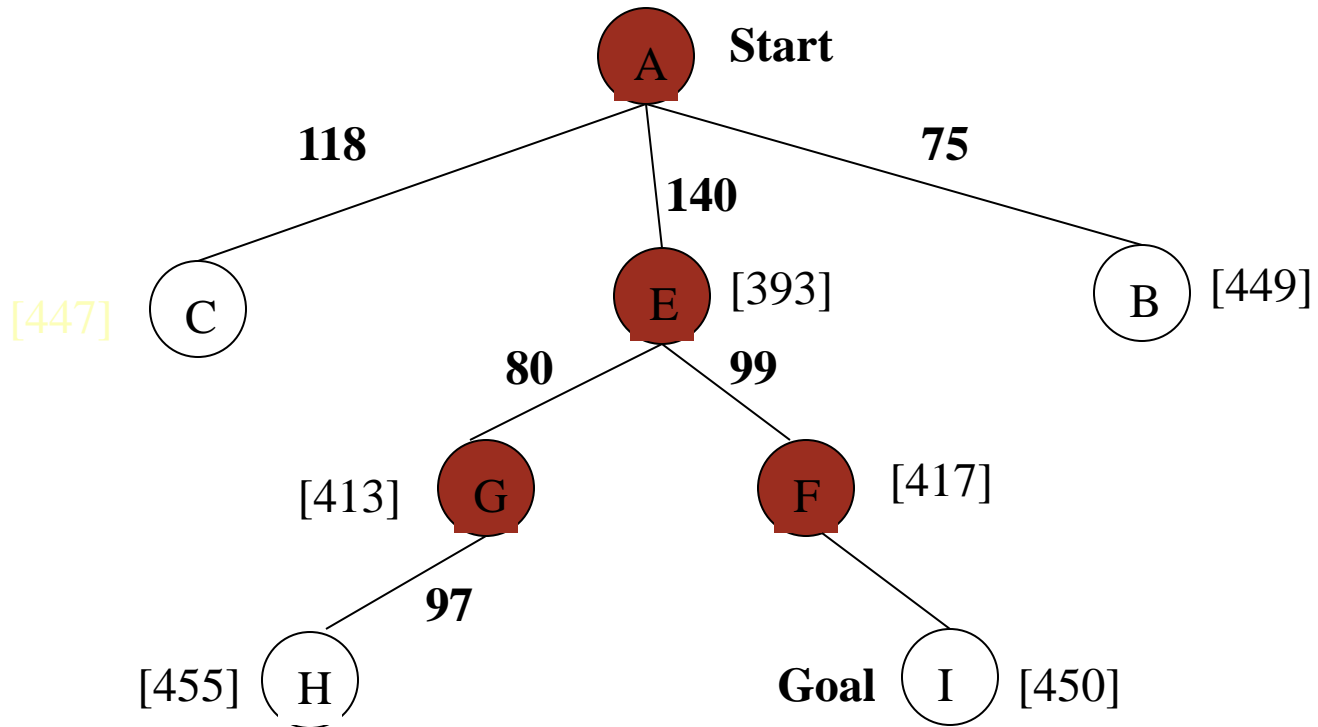 A Start
118
75
140
[447] C
E [393]
B [449]
80
99
[413] G
F [417]
97
[455] H
Goal I [450]